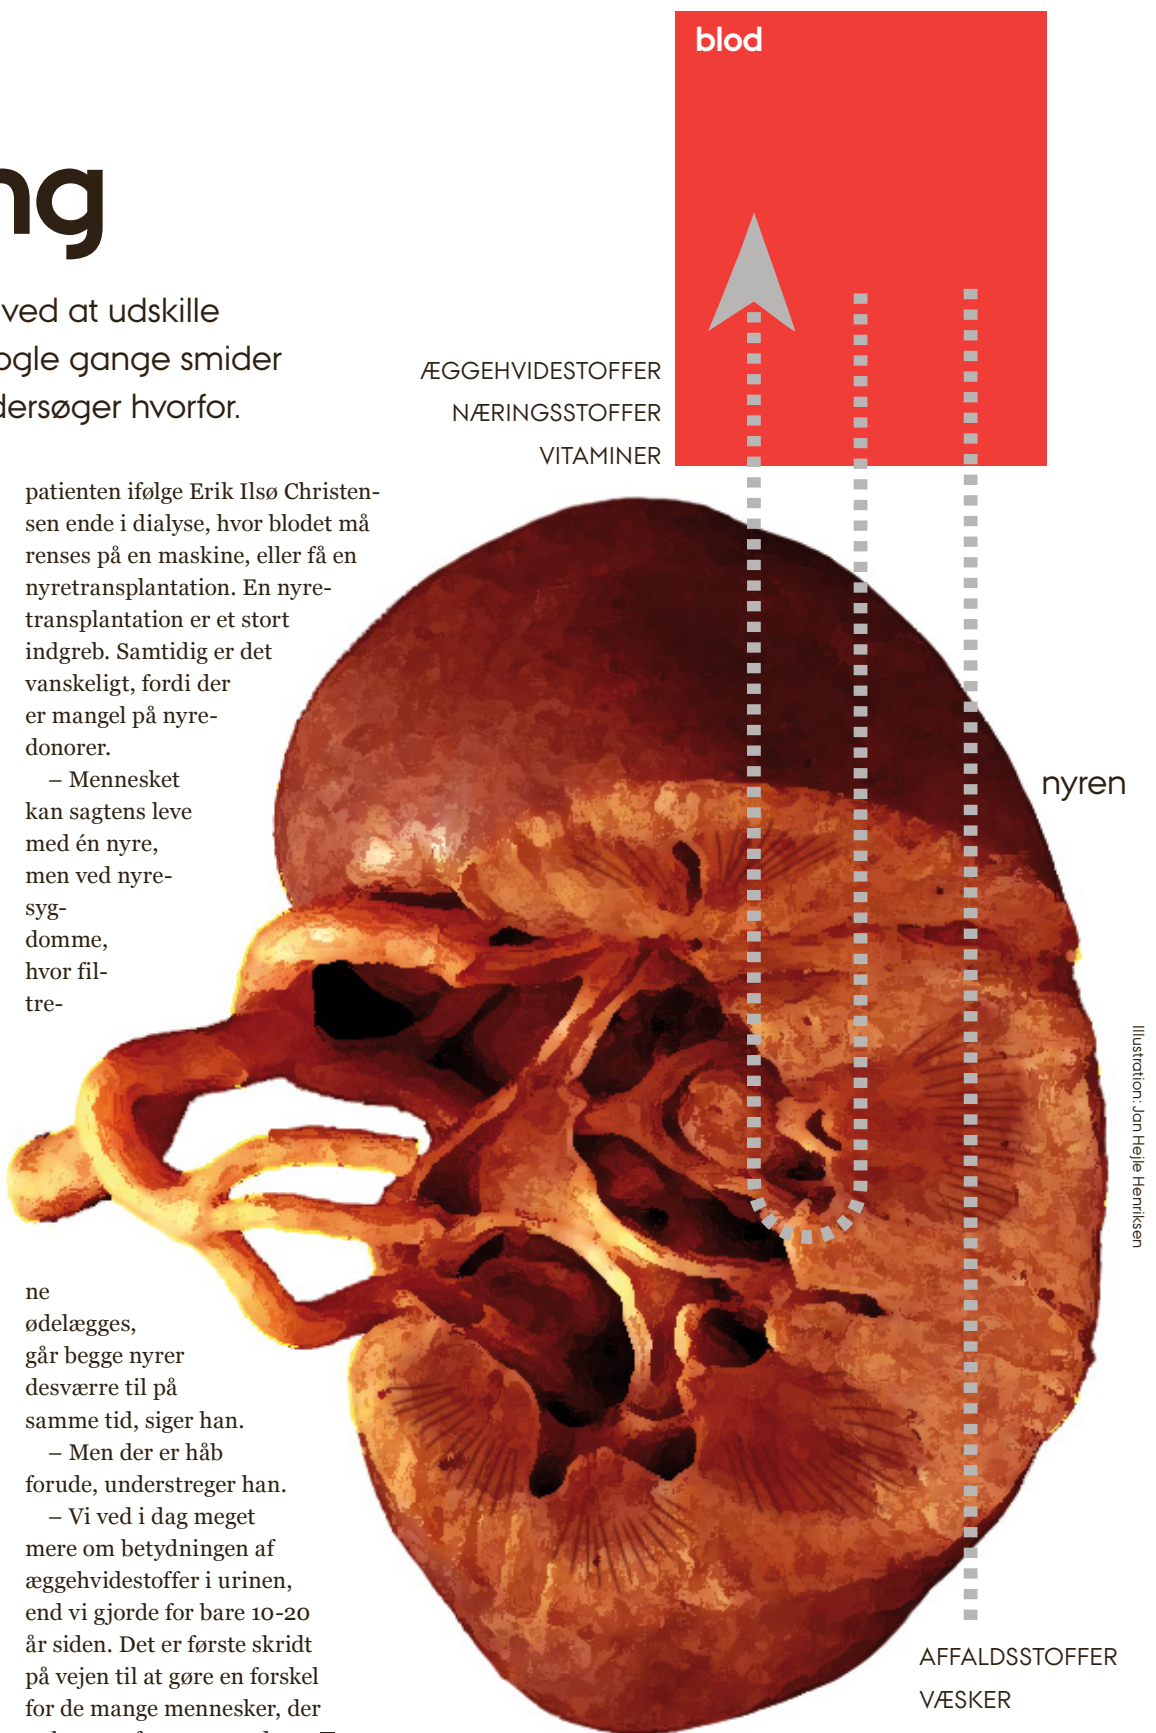 blod
ng
ved at udskille
ogle gange smider
dersøger hvorfor.
ÆGGEHVIDESTOFFER
NÆRINGSSTOFFER
VITAMINER
patienten ifølge Erik Ilsø Christen-
sen ende i dialyse, hvor blodet må
renses på en maskine, eller få en
nyretransplantation. En nyre-
transplantation er et stort
indgreb. Samtidig er det
vanskeligt, fordi der
er mangel på nyre-
donorer.
– Mennesket
kan sagtens leve
med én nyre,
men ved nyre-
syg-
domme,
hvor fil-
tre-
ne
ødelægges,
går begge nyrer
desværre til på
samme tid, siger han.
– Men der er håb
forude, understreger han.
– Vi ved i dag meget
mere om betydningen af
æggehvidestoffer i urinen,
end vi gjorde for bare 10-20
år siden. Det er første skridt
på vejen til at gøre en forskel
for de mange mennesker, der
nyren
Illustration: Jan Hejle Henriksen
AFFALDSSTOFFER
VÆSKER